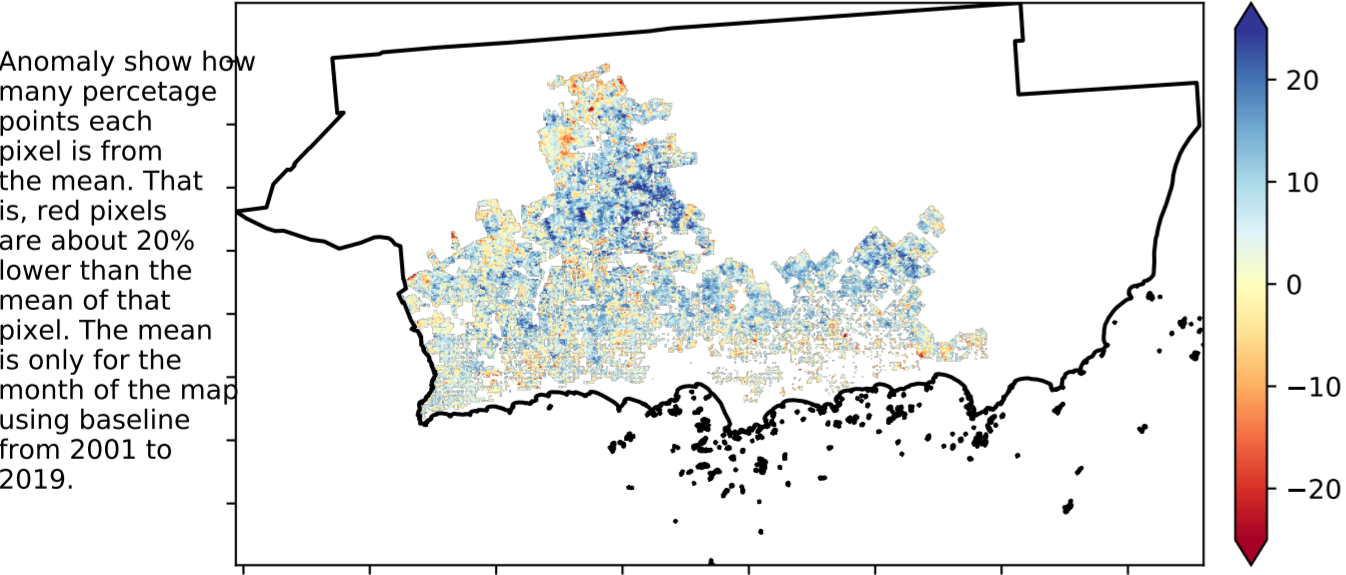 Anomaly show how
many percetage
points each
pixel is from
the mean. That
is, red pixels
are about 20%
lower than the
mean of that
pixel. The mean
is only for the
month of the map
using baseline
from 2001 to
2019.
20
10
0
−10
−20